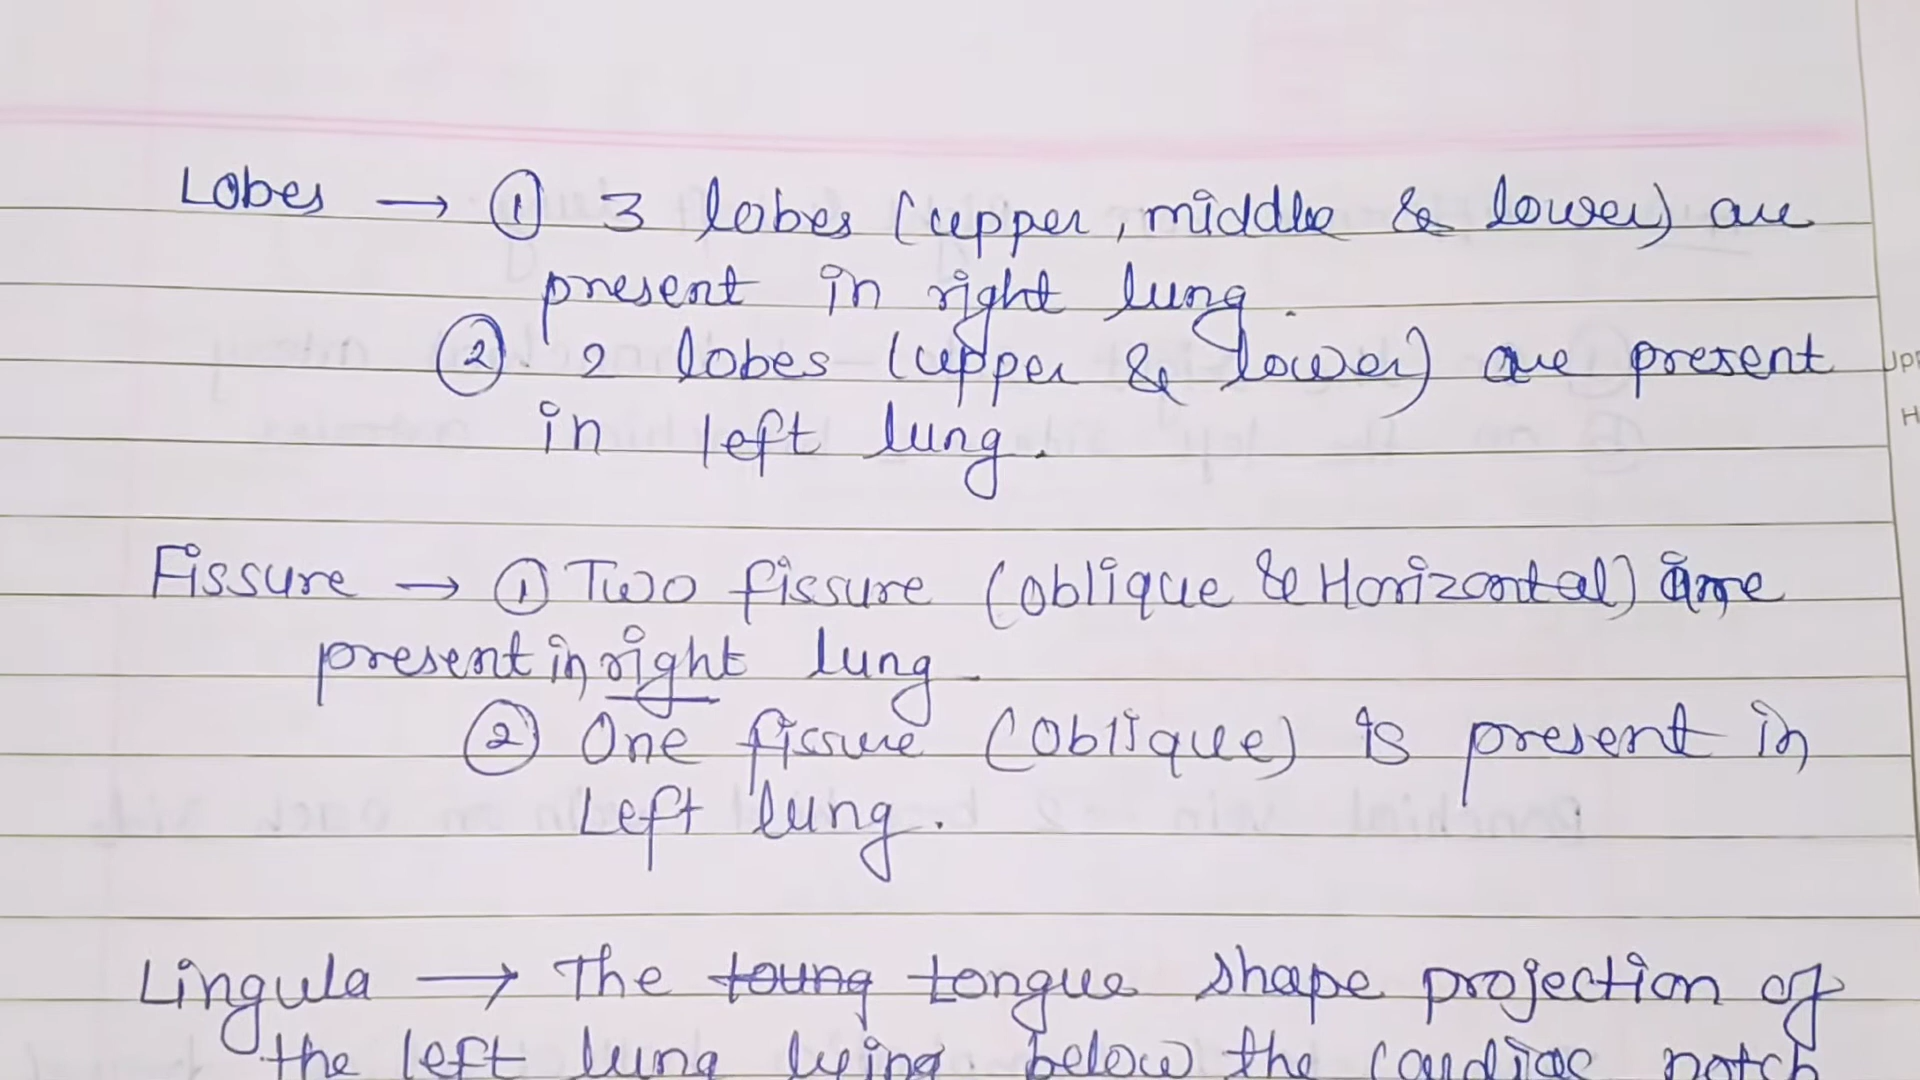 Lobes → ① 3 lobes (upper, middle & lower) are
present in right lung.
② 2 lobes (upper & lower) are present
in left lung.
Fissure → ① Two fissure (oblique & Horizontal) are
present in right lung.
② One fissure (oblique) is present in
Left lung.
Lingula → The toung tongue shape projection of
the left lung lying below the cardiac notch